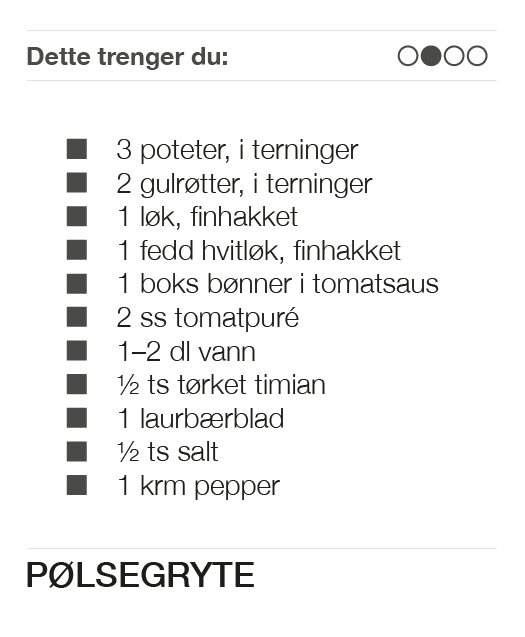 Dette trenger du:
3 poteter, i terninger
2 gulrøtter, i terninger
1 løk, finhakket
1 fedd hvitløk, finhakket
1 boks bønner i tomatsaus
2 ss tomatpuré
1–2 dl vann
½ ts tørket timian
1 laurbærblad
½ ts salt
1 krm pepper
PØLSEGRYTE